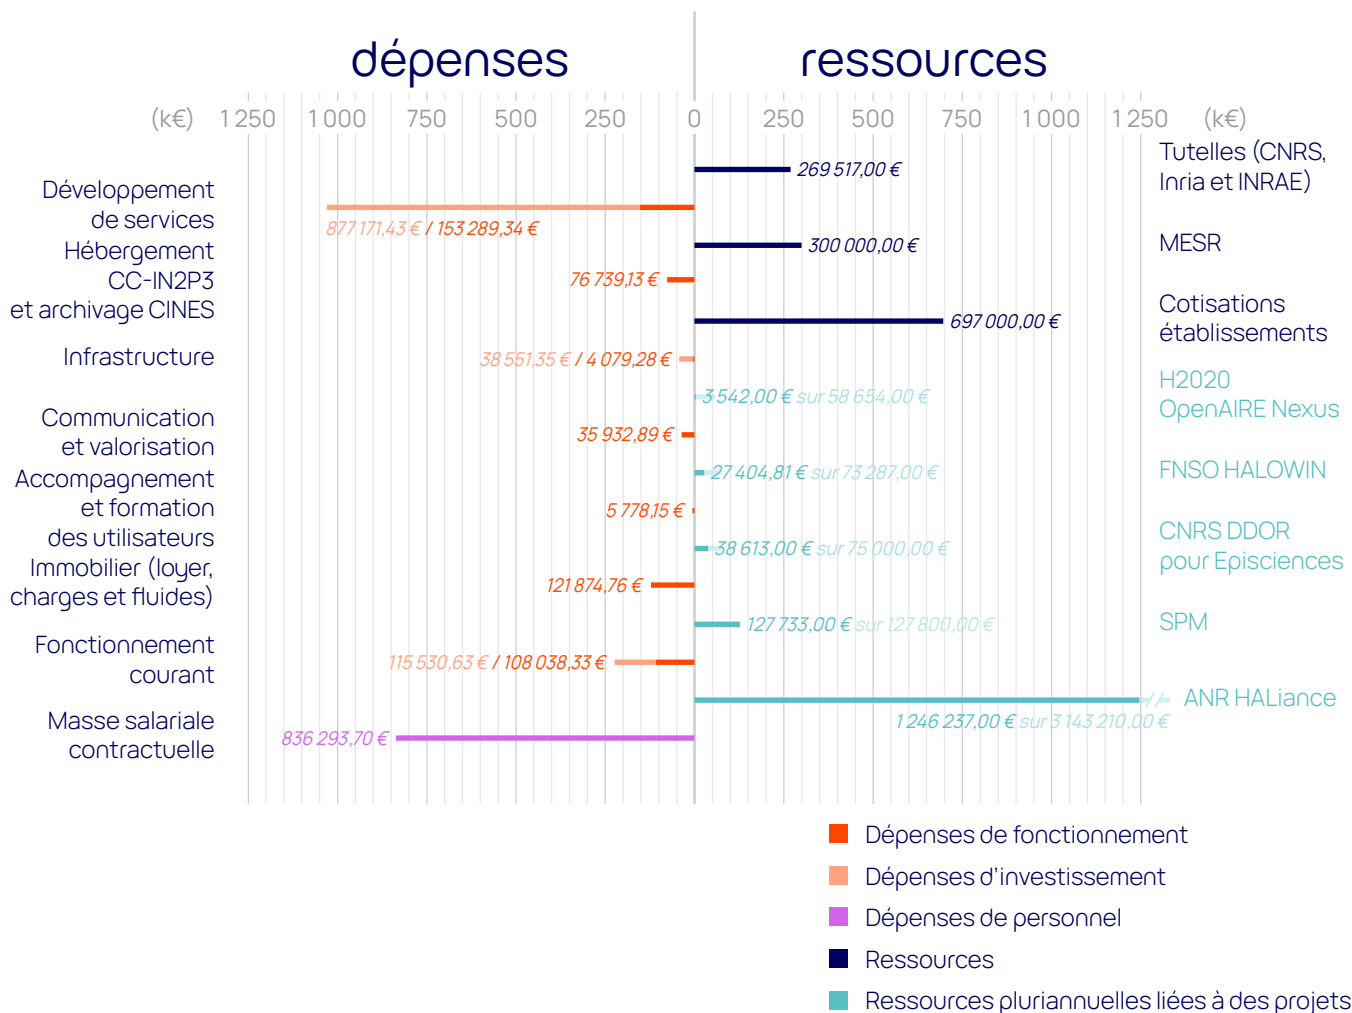 dépenses
ressources
(k€) 1 250 1 000 750 500 250 0 250 500 750 1 000 1 250 (k€)
Développement
de services
877 171,43 € / 153 289,34 €
Hébergement
CC-IN2P3
et archivage CINES
76 739,13 €
Infrastructure
38 551,35 € / 4 079,28 €
Communication
et valorisation
35 932,89 €
Accompagnement
et formation
des utilisateurs
5 778,15 €
Immobilier (loyer,
charges et fluides)
121 874,76 €
Fonctionnement
courant
115 530,63 € / 108 038,33 €
Masse salariale
contractuelle
836 293,70 €
269 517,00 €
Tutelles (CNRS,
Inria et INRAE)
300 000,00 €
MESR
697 000,00 €
Cotisations
établissements
3 542,00 € sur 58 654,00 €
H2020
OpenAIRE Nexus
27 404,81 € sur 73 287,00 €
FNSO HALOWIN
38 613,00 € sur 75 000,00 €
CNRS DDOR
pour Episciences
127 733,00 € sur 127 800,00 €
SPM
1 246 237,00 € sur 3 143 210,00 €
ANR HALiance
Dépenses de fonctionnement
Dépenses d'investissement
Dépenses de personnel
Ressources
Ressources pluriannuelles liées à des projets